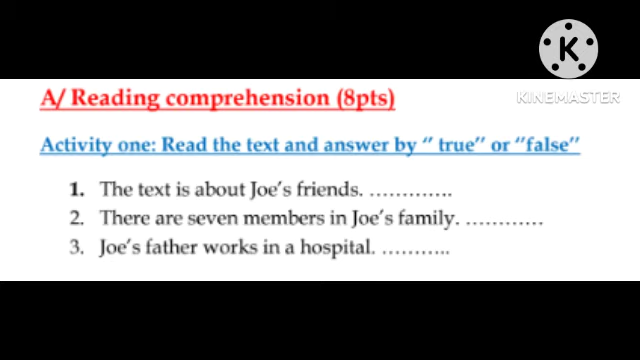 K
KINEMASTER
A/ Reading comprehension (8pts)
Activity one: Read the text and answer by “ true” or “false”
1. The text is about Joe’s friends. ………….
2. There are seven members in Joe’s family. …………
3. Joe’s father works in a hospital. ………..